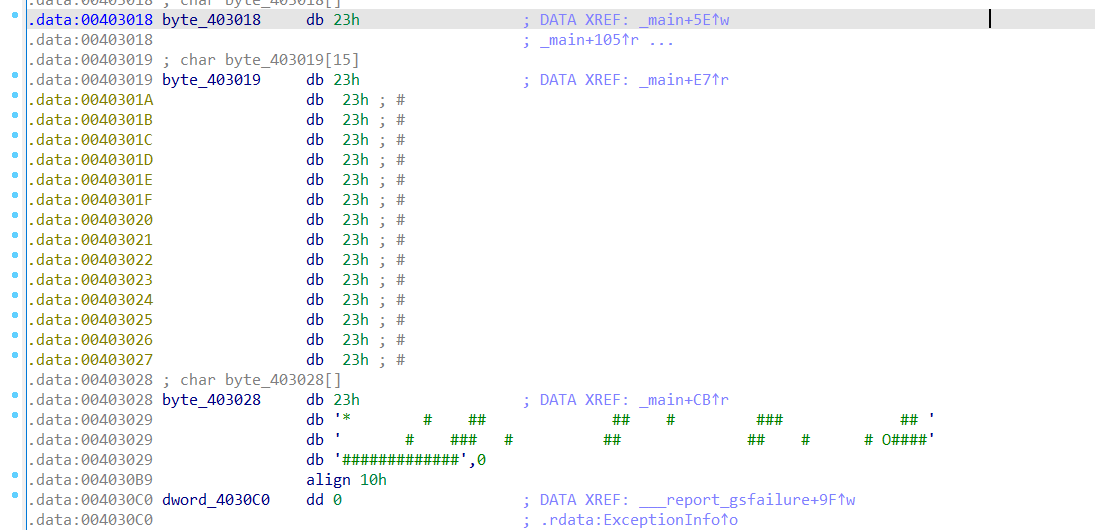 .data:00403018 ; char byte_403018[]
.data:00403018 byte_403018     db 23h                  ; DATA XREF: _main+5E↑w
.data:00403018                                         ; _main+105↑r ...
.data:00403019 ; char byte_403019[15]
.data:00403019 byte_403019     db 23h                  ; DATA XREF: _main+E7↑r
.data:0040301A                 db  23h ; #
.data:0040301B                 db  23h ; #
.data:0040301C                 db  23h ; #
.data:0040301D                 db  23h ; #
.data:0040301E                 db  23h ; #
.data:0040301F                 db  23h ; #
.data:00403020                 db  23h ; #
.data:00403021                 db  23h ; #
.data:00403022                 db  23h ; #
.data:00403023                 db  23h ; #
.data:00403024                 db  23h ; #
.data:00403025                 db  23h ; #
.data:00403026                 db  23h ; #
.data:00403027                 db  23h ; #
.data:00403028 ; char byte_403028[]
.data:00403028 byte_403028     db 23h                  ; DATA XREF: _main+CB↑r
.data:00403029                 db '*        #    ##              ##    #         ###             ## '
.data:00403029                 db '       #    ###   #          ##              ##    #      # O####'
.data:00403029                 db '#############',0
.data:004030B9                 align 10h
.data:004030C0 dword_4030C0    dd 0                    ; DATA XREF: ___report_gsfailure+9F↑w
.data:004030C0                                         ; .rdata:ExceptionInfo↑o